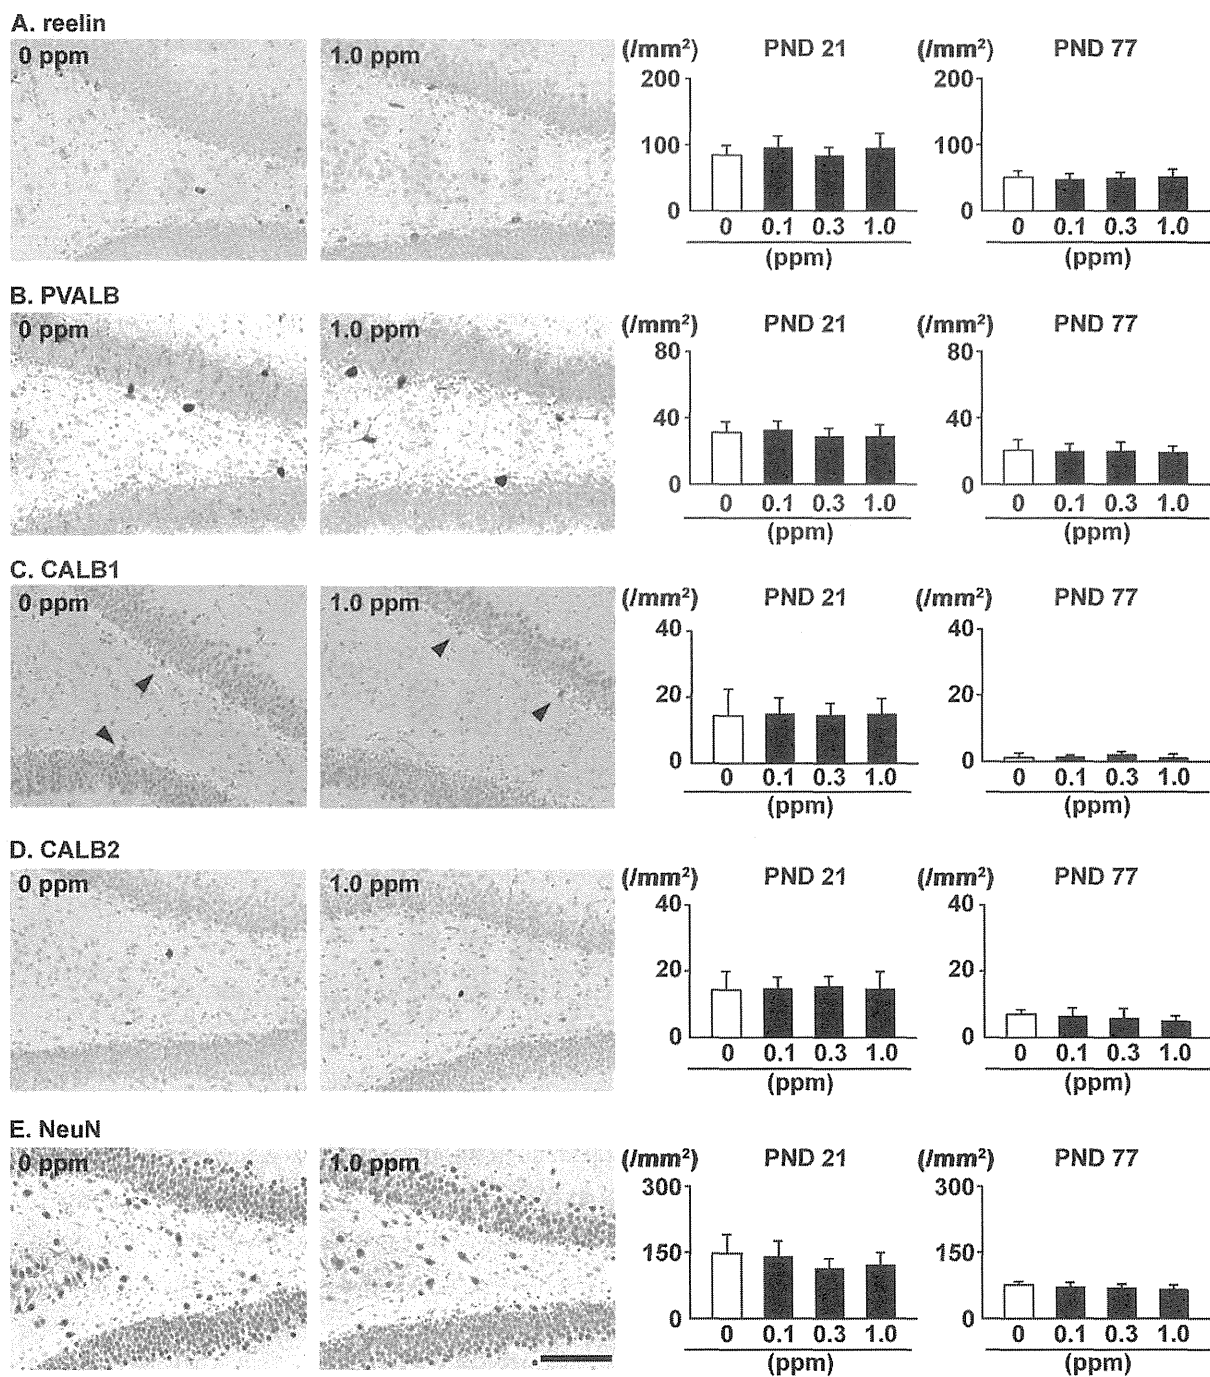 A. reelin
0 ppm
1.0 ppm
(/mm²)
PND 21
200
100
0
0 0.1 0.3 1.0
(ppm)
(/mm²)
PND 77
200
100
0
0 0.1 0.3 1.0
(ppm)
B. PVALB
0 ppm
1.0 ppm
(/mm²)
PND 21
80
40
0
0 0.1 0.3 1.0
(ppm)
(/mm²)
PND 77
80
40
0
0 0.1 0.3 1.0
(ppm)
C. CALB1
0 ppm
1.0 ppm
(/mm²)
PND 21
40
20
0
0 0.1 0.3 1.0
(ppm)
(/mm²)
PND 77
40
20
0
0 0.1 0.3 1.0
(ppm)
D. CALB2
0 ppm
1.0 ppm
(/mm²)
PND 21
40
20
0
0 0.1 0.3 1.0
(ppm)
(/mm²)
PND 77
40
20
0
0 0.1 0.3 1.0
(ppm)
E. NeuN
0 ppm
1.0 ppm
(/mm²)
PND 21
300
150
0
0 0.1 0.3 1.0
(ppm)
(/mm²)
PND 77
300
150
0
0 0.1 0.3 1.0
(ppm)